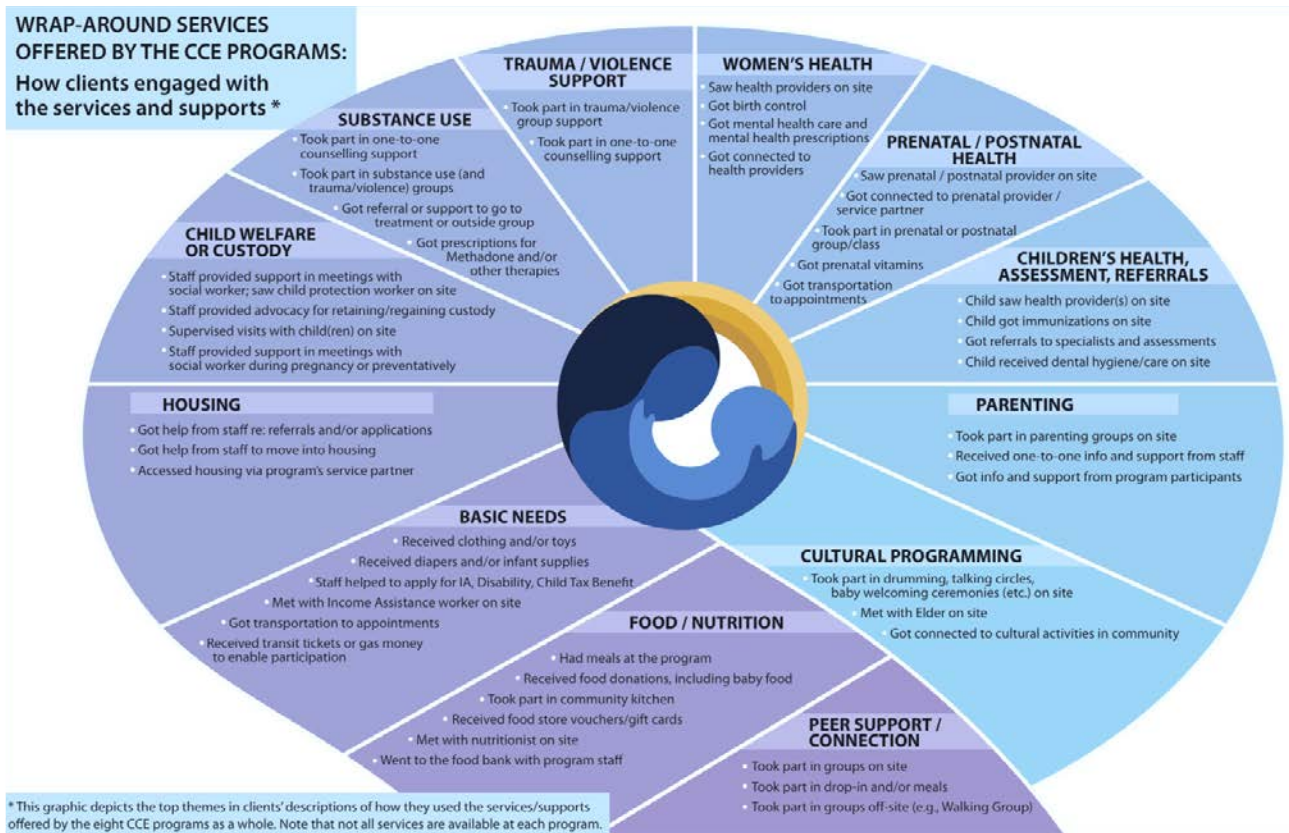 WRAP-AROUND SERVICES
OFFERED BY THE CCE PROGRAMS:
How clients engaged with
the services and supports *
TRAUMA / VIOLENCE
SUPPORT
• Took part in trauma/violence
group support
• Took part in one-to-one
counselling support
WOMEN'S HEALTH
• Saw health providers on site
• Got birth control
• Got mental health care and
mental health prescriptions
• Got connected to
health providers
PRENATAL / POSTNATAL
HEALTH
• Saw prenatal / postnatal provider on site
• Got connected to prenatal provider /
service partner
• Took part in prenatal or postnatal
group/class
• Got prenatal vitamins
• Got transportation
to appointments
CHILDREN'S HEALTH,
ASSESSMENT, REFERRALS
• Child saw health provider(s) on site
• Child got immunizations on site
• Got referrals to specialists and assessments
• Child received dental hygiene/care on site
PARENTING
• Took part in parenting groups on site
• Received one-to-one info and support from staff
• Got info and support from program participants
CULTURAL PROGRAMMING
• Took part in drumming, talking circles,
baby welcoming ceremonies (etc.) on site
• Met with Elder on site
• Got connected to cultural activities in community
PEER SUPPORT /
CONNECTION
• Took part in groups on site
• Took part in drop-in and/or meals
• Took part in groups off-site (e.g., Walking Group)
FOOD / NUTRITION
• Had meals at the program
• Received food donations, including baby food
• Took part in community kitchen
• Received food store vouchers/gift cards
• Met with nutritionist on site
• Went to the food bank with program staff
BASIC NEEDS
• Received clothing and/or toys
• Received diapers and/or infant supplies
• Staff helped to apply for IA, Disability, Child Tax Benefit
• Met with Income Assistance worker on site
• Got transportation to appointments
• Received transit tickets or gas money
to enable participation
HOUSING
• Got help from staff re: referrals and/or applications
• Got help from staff to move into housing
• Accessed housing via program's service partner
CHILD WELFARE
OR CUSTODY
• Staff provided support in meetings with
social worker; saw child protection worker on site
• Staff provided advocacy for retaining/regaining custody
• Supervised visits with child(ren) on site
• Staff provided support in meetings with
social worker during pregnancy or preventatively
SUBSTANCE USE
• Took part in one-to-one
counselling support
• Took part in substance use (and
trauma/violence) groups
• Got referral or support to go to
treatment or outside group
• Got prescriptions for
Methadone and/or
other therapies
* This graphic depicts the top themes in clients' descriptions of how they used the services/supports
offered by the eight CCE programs as a whole. Note that not all services are available at each program.